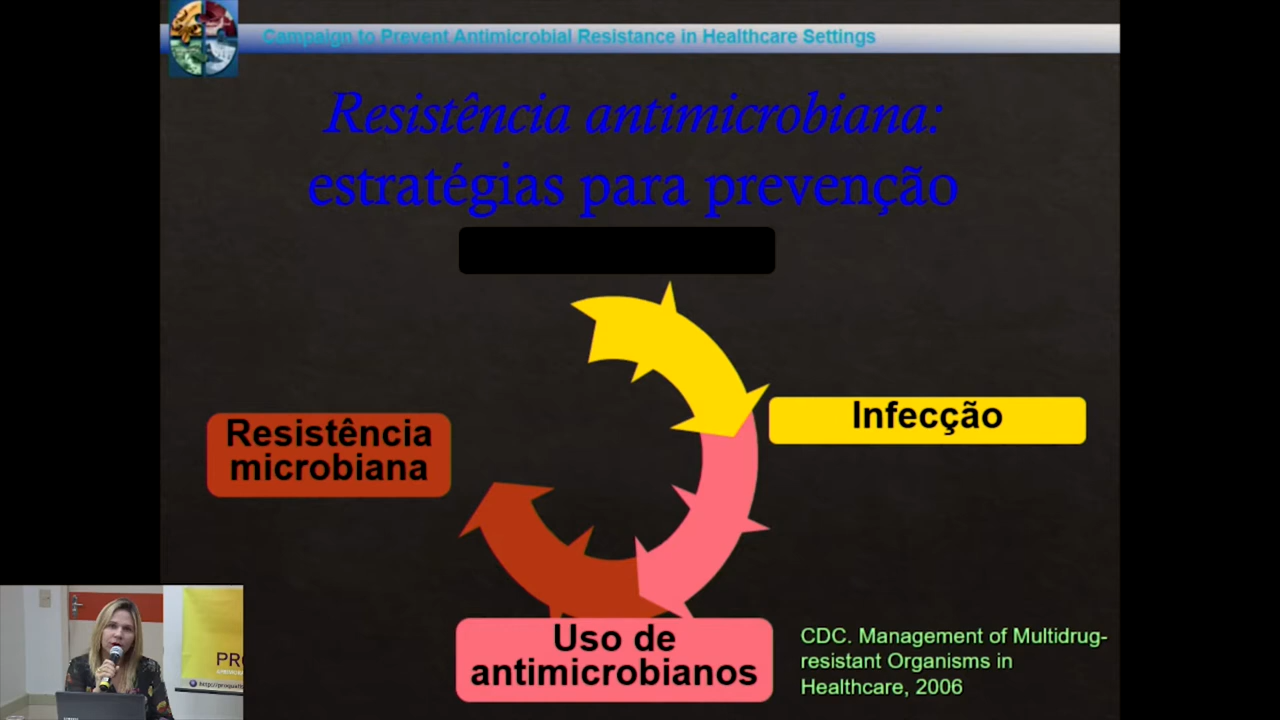 Campaign to Prevent Antimicrobial Resistance in Healthcare Settings
Resistência antimicrobiana:
estratégias para prevenção
Infecção
Resistência
microbiana
Uso de
antimicrobianos
CDC. Management of Multidrug-
resistant Organisms in
Healthcare, 2006